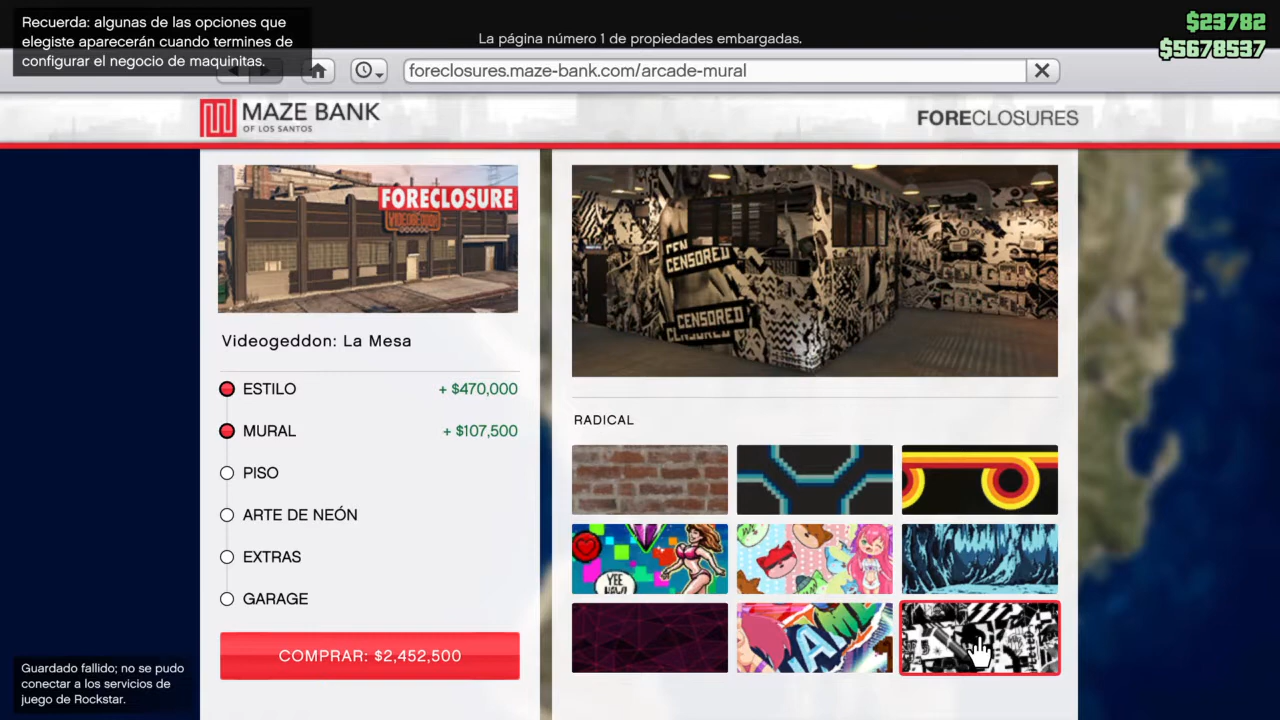 Recuerda: algunas de las opciones que
elegiste aparecerán cuando termines de
configurar el negocio de maquinitas.
La página número 1 de propiedades embargadas.
$23782
$5678537
foreclosures.maze-bank.com/arcade-mural
MAZE BANK
OF LOS SANTOS
FORECLOSURES
FORECLOSURE
VIDEOGEDDON
CENSORED
CENSORED
Videogeddon: La Mesa
ESTILO + $470,000
MURAL + $107,500
PISO
ARTE DE NEÓN
EXTRAS
GARAGE
COMPRAR: $2,452,500
RADICAL
YEE
Guardado fallido; no se pudo
conectar a los servicios de
juego de Rockstar.